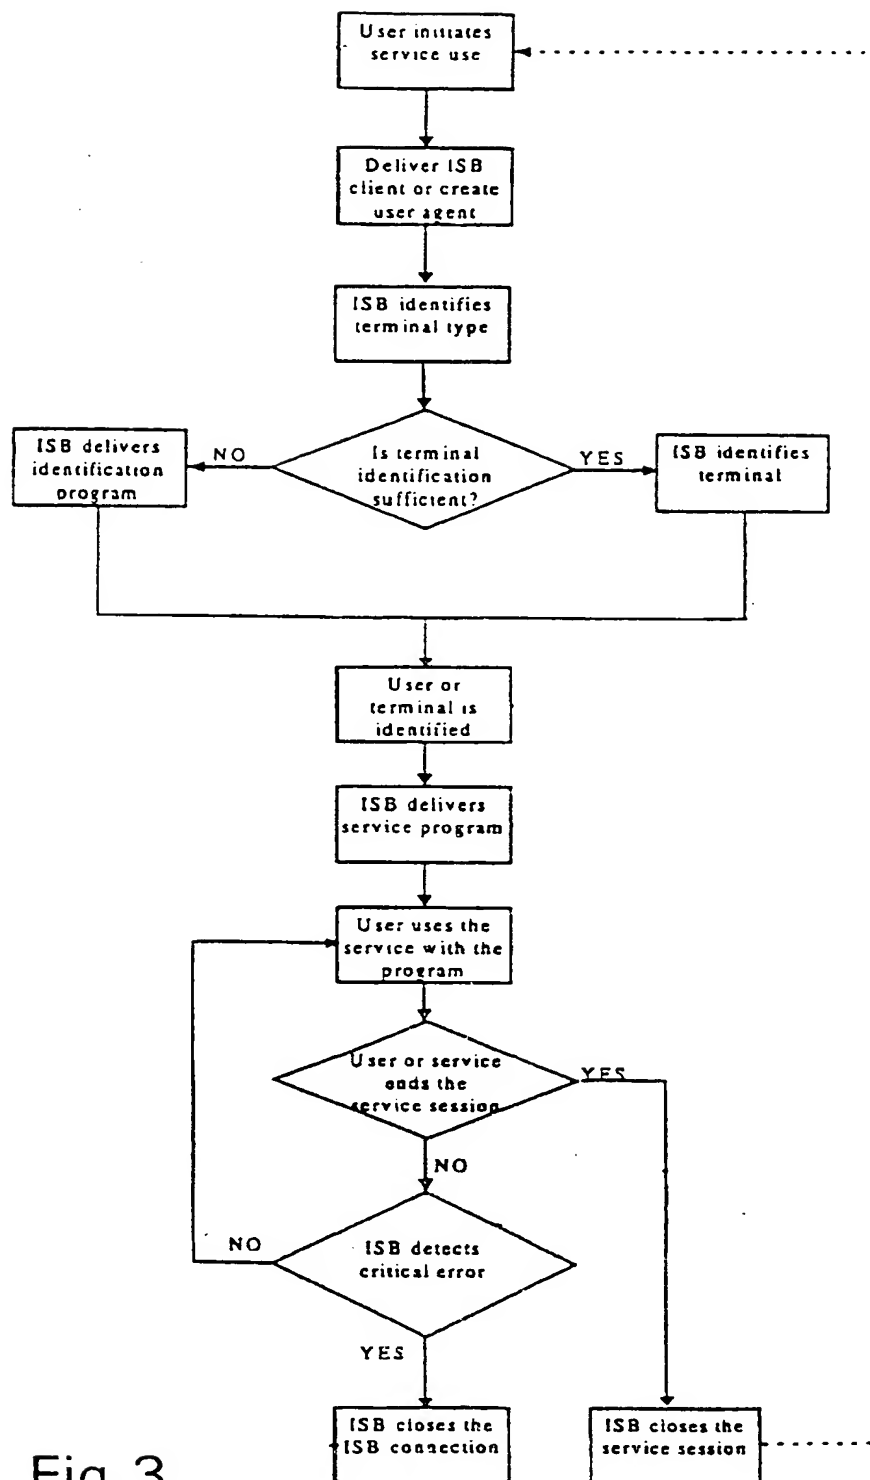 User initiates
service use
Deliver ISB
client or create
user agent
ISB identifies
terminal type
ISB delivers
identification
program
NO
Is terminal
identification
sufficient?
YES
ISB identifies
terminal
User or
terminal is
identified
ISB delivers
service program
User uses the
service with the
program
User or service
ends the
service session
YES
NO
NO
ISB detects
critical error
YES
ISB closes the
ISB connection
ISB closes the
service session
Fig. 3